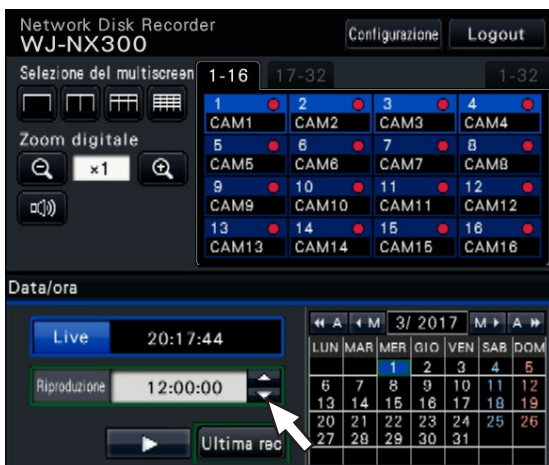 Network Disk Recorder
WJ-NX300
Configurazione
Logout
Selezione del multiscreen
1-16 17-32 1-32
1 2 3 4
CAM1 CAM2 CAM3 CAM4
5 6 7 8
CAM5 CAM6 CAM7 CAM8
9 10 11 12
CAM9 CAM10 CAM11 CAM12
13 14 15 16
CAM13 CAM14 CAM15 CAM16
Zoom digitale
×1
Data/ora
Live 20:17:44
Riproduzione 12:00:00
Ultima rec
A M 3/ 2017 M A
LUN MAR MER GIO VEN SAB DOM
1 2 3 4 5
6 7 8 9 10 11 12
13 14 15 16 17 18 19
20 21 22 23 24 25 26
27 28 29 30 31